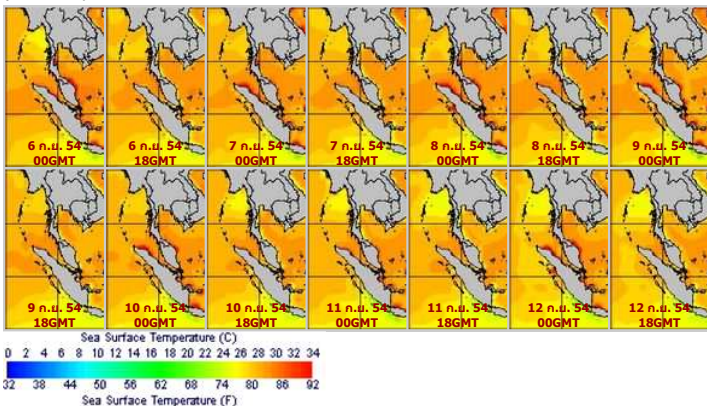 6 ก.ย. 54 6 ก.ย. 54 7 ก.ย. 54 7 ก.ย. 54 8 ก.ย. 54 8 ก.ย. 54 9 ก.ย. 54
00GMT 18GMT 00GMT 18GMT 00GMT 18GMT 00GMT
9 ก.ย. 54 10 ก.ย. 54 10 ก.ย. 54 11 ก.ย. 54 11 ก.ย. 54 12 ก.ย. 54 12 ก.ย. 54
18GMT 00GMT 18GMT 00GMT 18GMT 00GMT 18GMT
Sea Surface Temperature (C)
0 2 4 6 8 10 12 14 16 18 20 22 24 26 28 30 32 34
32 38 44 50 56 62 68 74 80 86 92
Sea Surface Temperature (F)